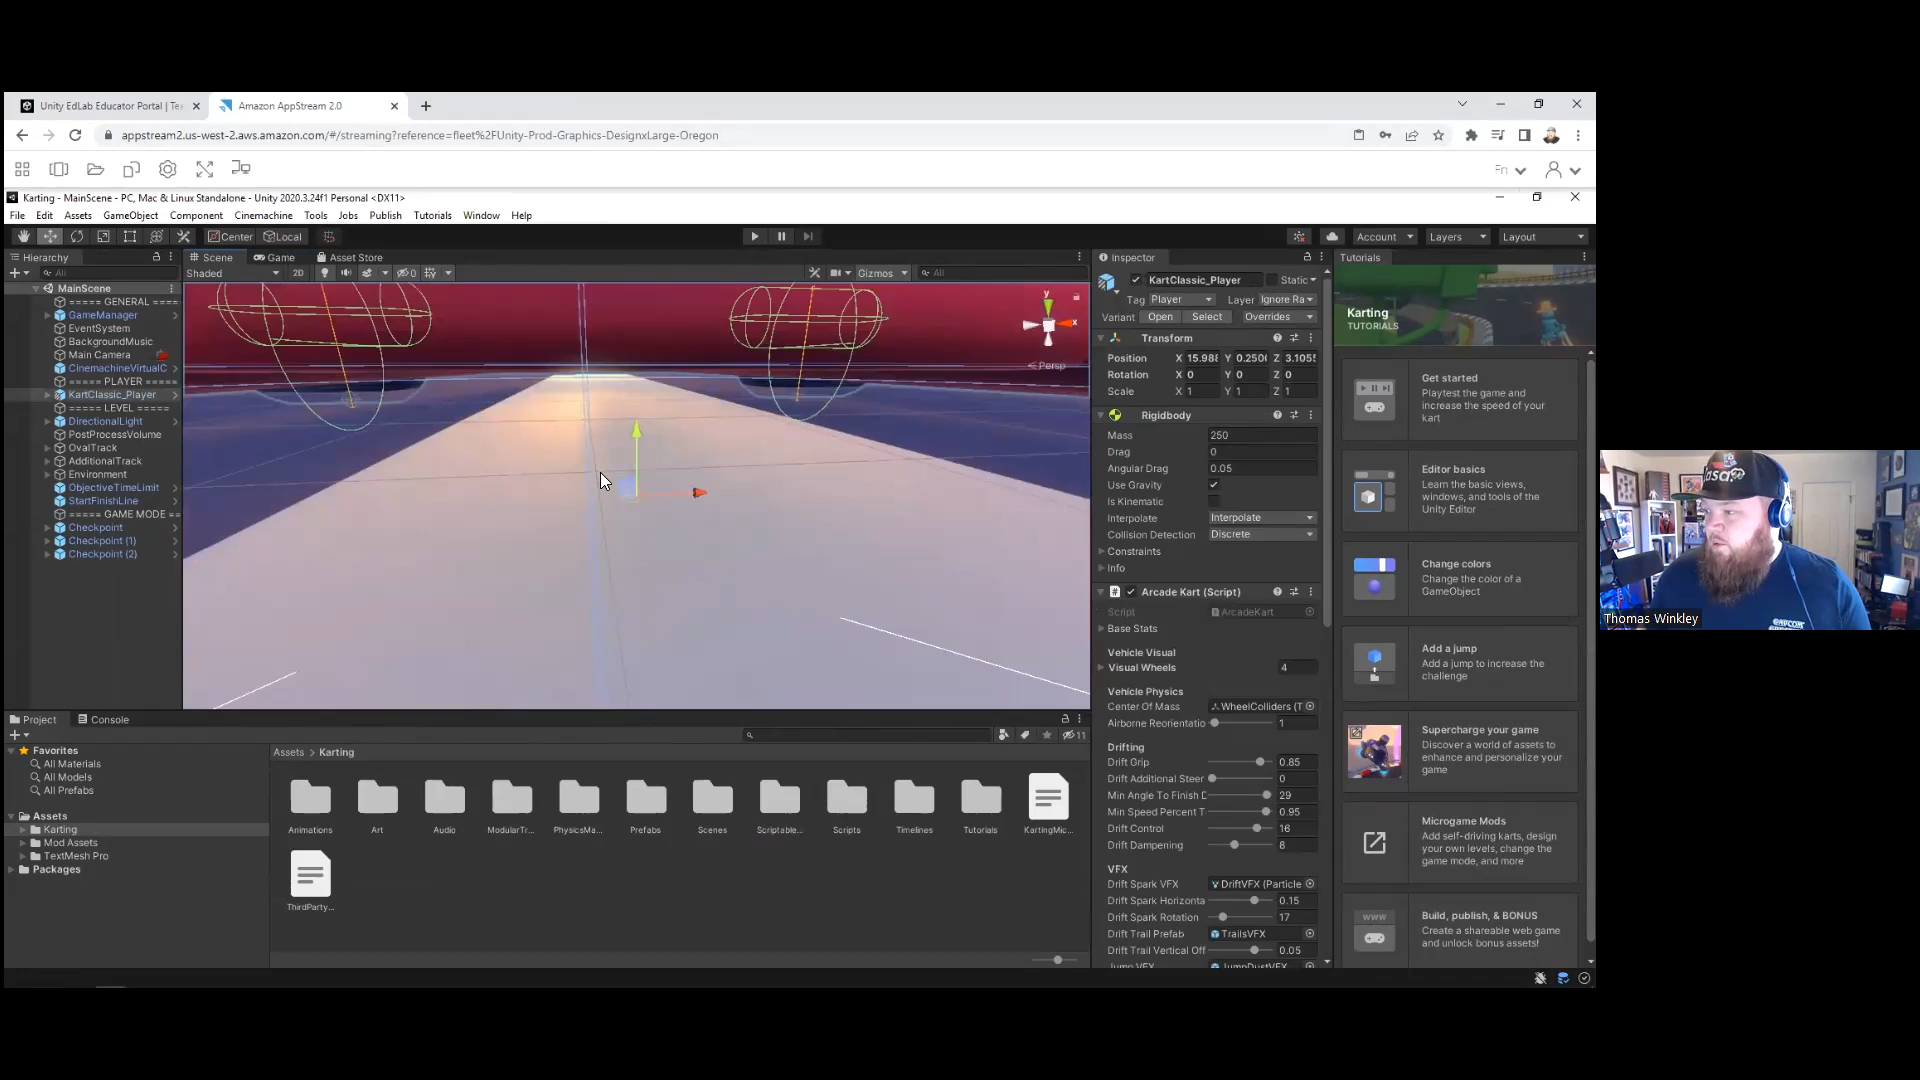 Unity EdLab Educator Portal | Te
Amazon AppStream 2.0
appstream2.us-west-2.aws.amazon.com/#/streaming?reference=fleet%2FUnity-Prod-Graphics-DesignxLarge-Oregon
En
Karting - MainScene - PC, Mac & Linux Standalone - Unity 2020.3.24f1 Personal <DX11>
File Edit Assets GameObject Component Cinemachine Tools Jobs Publish Tutorials Window Help
Center Local
Account Layers Layout
Hierarchy
All
MainScene
===== GENERAL ====
GameManager
EventSystem
BackgroundMusic
Main Camera
CinemachineVirtualC
===== PLAYER =====
KartClassic_Player
===== LEVEL =====
DirectionalLight
PostProcessVolume
OvalTrack
AdditionalTrack
Environment
ObjectiveTimeLimit
StartFinishLine
===== GAME MODE ==
Checkpoint
Checkpoint (1)
Checkpoint (2)
Scene Game Asset Store
Shaded 2D 0 Gizmos All
y
x
< Persp
Inspector
KartClassic_Player Static
Tag Player Layer Ignore Ra
Variant Open Select Overrides
Transform
Position X 15.988 Y 0.2500 Z 3.1055
Rotation X 0 Y 0 Z 0
Scale X 1 Y 1 Z 1
Rigidbody
Mass 250
Drag 0
Angular Drag 0.05
Use Gravity
Is Kinematic
Interpolate Interpolate
Collision Detection Discrete
Constraints
Info
# Arcade Kart (Script)
Script ArcadeKart
Base Stats
Vehicle Visual
Visual Wheels 4
Vehicle Physics
Center Of Mass WheelColliders (T
Airborne Reorientatio 1
Drifting
Drift Grip 0.85
Drift Additional Steer 0
Min Angle To Finish D 29
Min Speed Percent T 0.95
Drift Control 16
Drift Dampening 8
VFX
Drift Spark VFX DriftVFX (Particle
Drift Spark Horizonta 0.15
Drift Spark Rotation 17
Drift Trail Prefab TrailsVFX
Drift Trail Vertical Off 0.05
Jump VFX JumpDustVFX
Tutorials
Karting
TUTORIALS
Get started
Playtest the game and
increase the speed of your
kart
Editor basics
Learn the basic views,
windows, and tools of the
Unity Editor
Change colors
Change the color of a
GameObject
Add a jump
Add a jump to increase the
challenge
Supercharge your game
Discover a world of assets to
enhance and personalize your
game
Microgame Mods
Add self-driving karts, design
your own levels, change the
game mode, and more
www
Build, publish, & BONUS
Create a shareable web game
and unlock bonus assets!
Project Console
11
Favorites
All Materials
All Models
All Prefabs
Assets
Karting
Mod Assets
TextMesh Pro
Packages
Assets > Karting
Animations Art Audio ModularTr... PhysicsMa... Prefabs Scenes Scriptable... Scripts Timelines Tutorials KartingMic...
ThirdParty...
Thomas Winkley